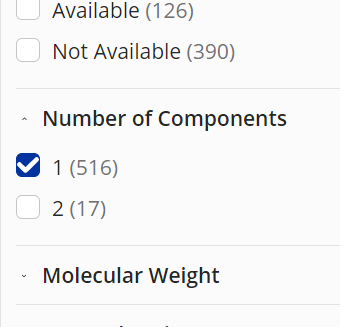 Available (126)
Not Available (390)
Number of Components
1 (516)
2 (17)
Molecular Weight